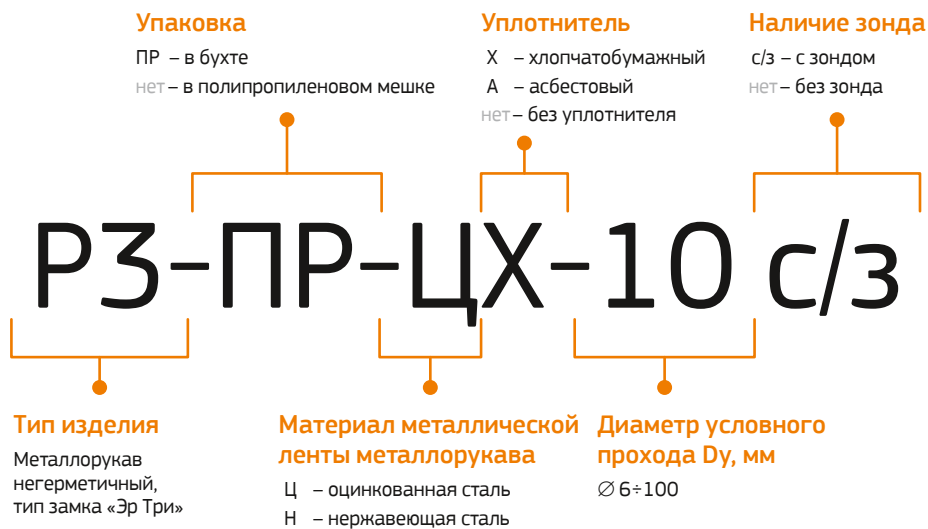 Упаковка
ПР – в бухте
нет – в полипропиленовом мешке
Уплотнитель
Х – хлопчатобумажный
А – асбестовый
нет – без уплотнителя
Наличие зонда
с/з – с зондом
нет – без зонда
РЗ-ПР-ЦХ-10 с/з
Тип изделия
Металлорукав
негерметичный,
тип замка «Эр Три»
Материал металлической
ленты металлорукава
Ц – оцинкованная сталь
Н – нержавеющая сталь
Диаметр условного
прохода Dу, мм
∅ 6÷100